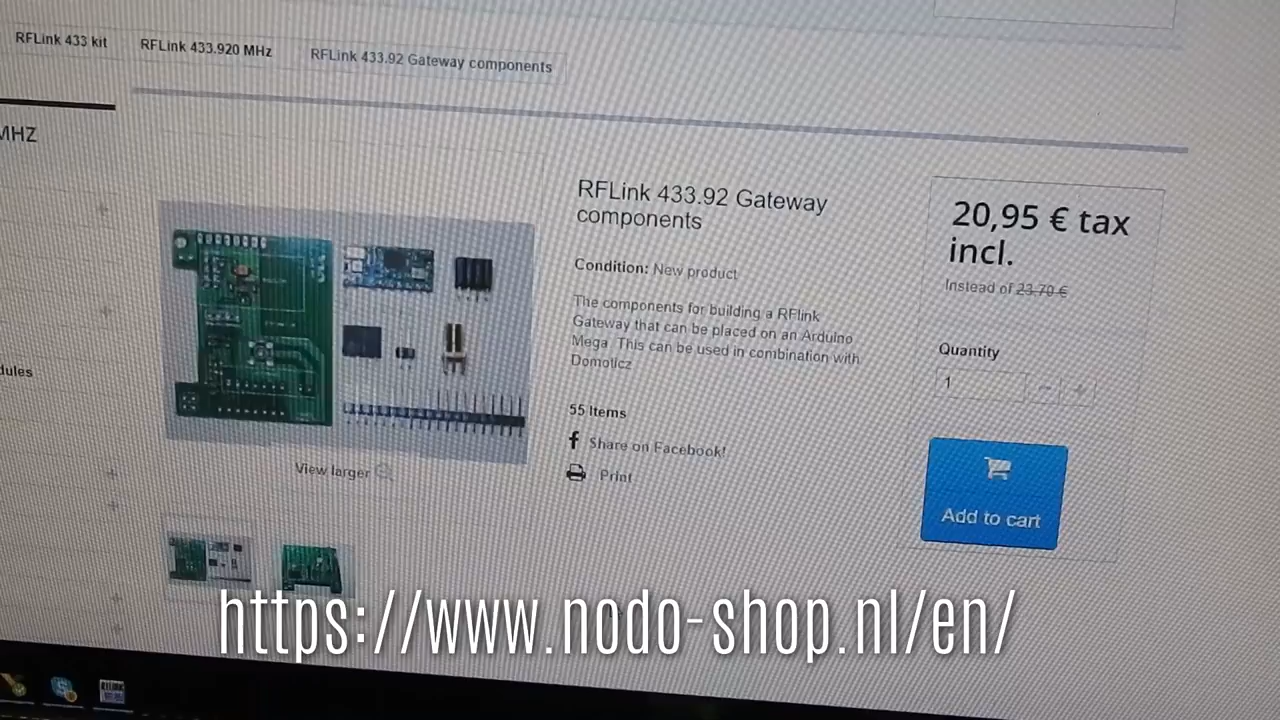 RFLink 433 kit
RFLink 433.920 MHz
RFLink 433.92 Gateway components
MHZ
RFLink 433.92 Gateway
components
Condition: New product
The components for building a RFlink
Gateway that can be placed on an Arduino
Mega. This can be used in combination with
Domoticz
55 Items
Share on Facebook!
Print
20,95 € tax
incl.
Instead of 23,70 €
Quantity
1
Add to cart
dules
View larger
https://www.nodo-shop.nl/en/